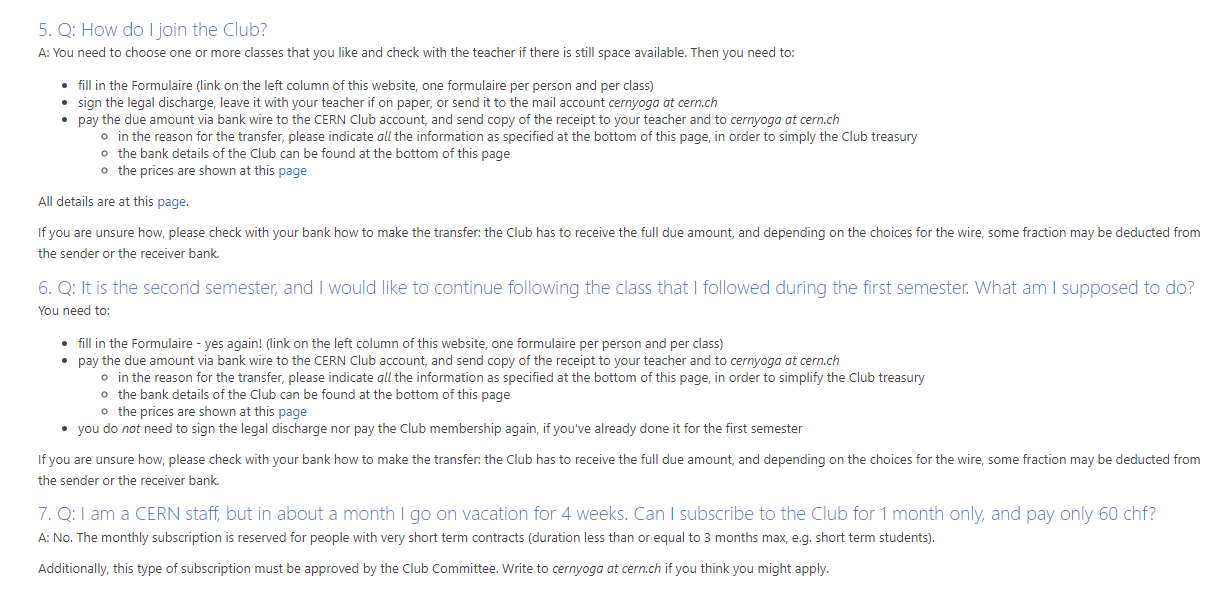 5. Q: How do I join the Club?
A: You need to choose one or more classes that you like and check with the teacher if there is still space available. Then you need to:
• fill in the Formulaire (link on the left column of this website, one formulaire per person and per class)
• sign the legal discharge, leave it with your teacher if on paper, or send it to the mail account cernyoga at cern.ch
• pay the due amount via bank wire to the CERN Club account, and send copy of the receipt to your teacher and to cernyoga at cern.ch
◦ in the reason for the transfer, please indicate all the information as specified at the bottom of this page, in order to simply the Club treasury
◦ the bank details of the Club can be found at the bottom of this page
◦ the prices are shown at this page
All details are at this page.
If you are unsure how, please check with your bank how to make the transfer: the Club has to receive the full due amount, and depending on the choices for the wire, some fraction may be deducted from
the sender or the receiver bank.
6. Q: It is the second semester, and I would like to continue following the class that I followed during the first semester. What am I supposed to do?
You need to:
• fill in the Formulaire - yes again! (link on the left column of this website, one formulaire per person and per class)
• pay the due amount via bank wire to the CERN Club account, and send copy of the receipt to your teacher and to cernyoga at cern.ch
◦ in the reason for the transfer, please indicate all the information as specified at the bottom of this page, in order to simplify the Club treasury
◦ the bank details of the Club can be found at the bottom of this page
◦ the prices are shown at this page
• you do not need to sign the legal discharge nor pay the Club membership again, if you've already done it for the first semester
If you are unsure how, please check with your bank how to make the transfer: the Club has to receive the full due amount, and depending on the choices for the wire, some fraction may be deducted from
the sender or the receiver bank.
7. Q: I am a CERN staff, but in about a month I go on vacation for 4 weeks. Can I subscribe to the Club for 1 month only, and pay only 60 chf?
A: No. The monthly subscription is reserved for people with very short term contracts (duration less than or equal to 3 months max, e.g. short term students).
Additionally, this type of subscription must be approved by the Club Committee. Write to cernyoga at cern.ch if you think you might apply.